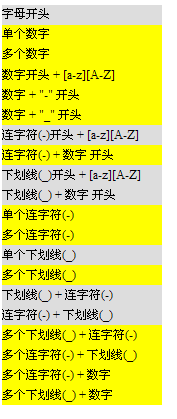 字母开头
单个数字
多个数字
数字开头 + [a-z][A-Z]
数字 + "-" 开头
数字 + "_" 开头
连字符(-)开头 + [a-z][A-Z]
连字符(-) + 数字 开头
下划线(_)开头 + [a-z][A-Z]
下划线(_) + 数字 开头
单个连字符(-)
多个连字符(-)
单个下划线(_)
多个下划线(_)
下划线(_) + 连字符(-)
连字符(-) + 下划线(_)
多个下划线(_) + 连字符(-)
多个连字符(-) + 下划线(_)
多个连字符(-) + 数字
多个下划线(_) + 数字